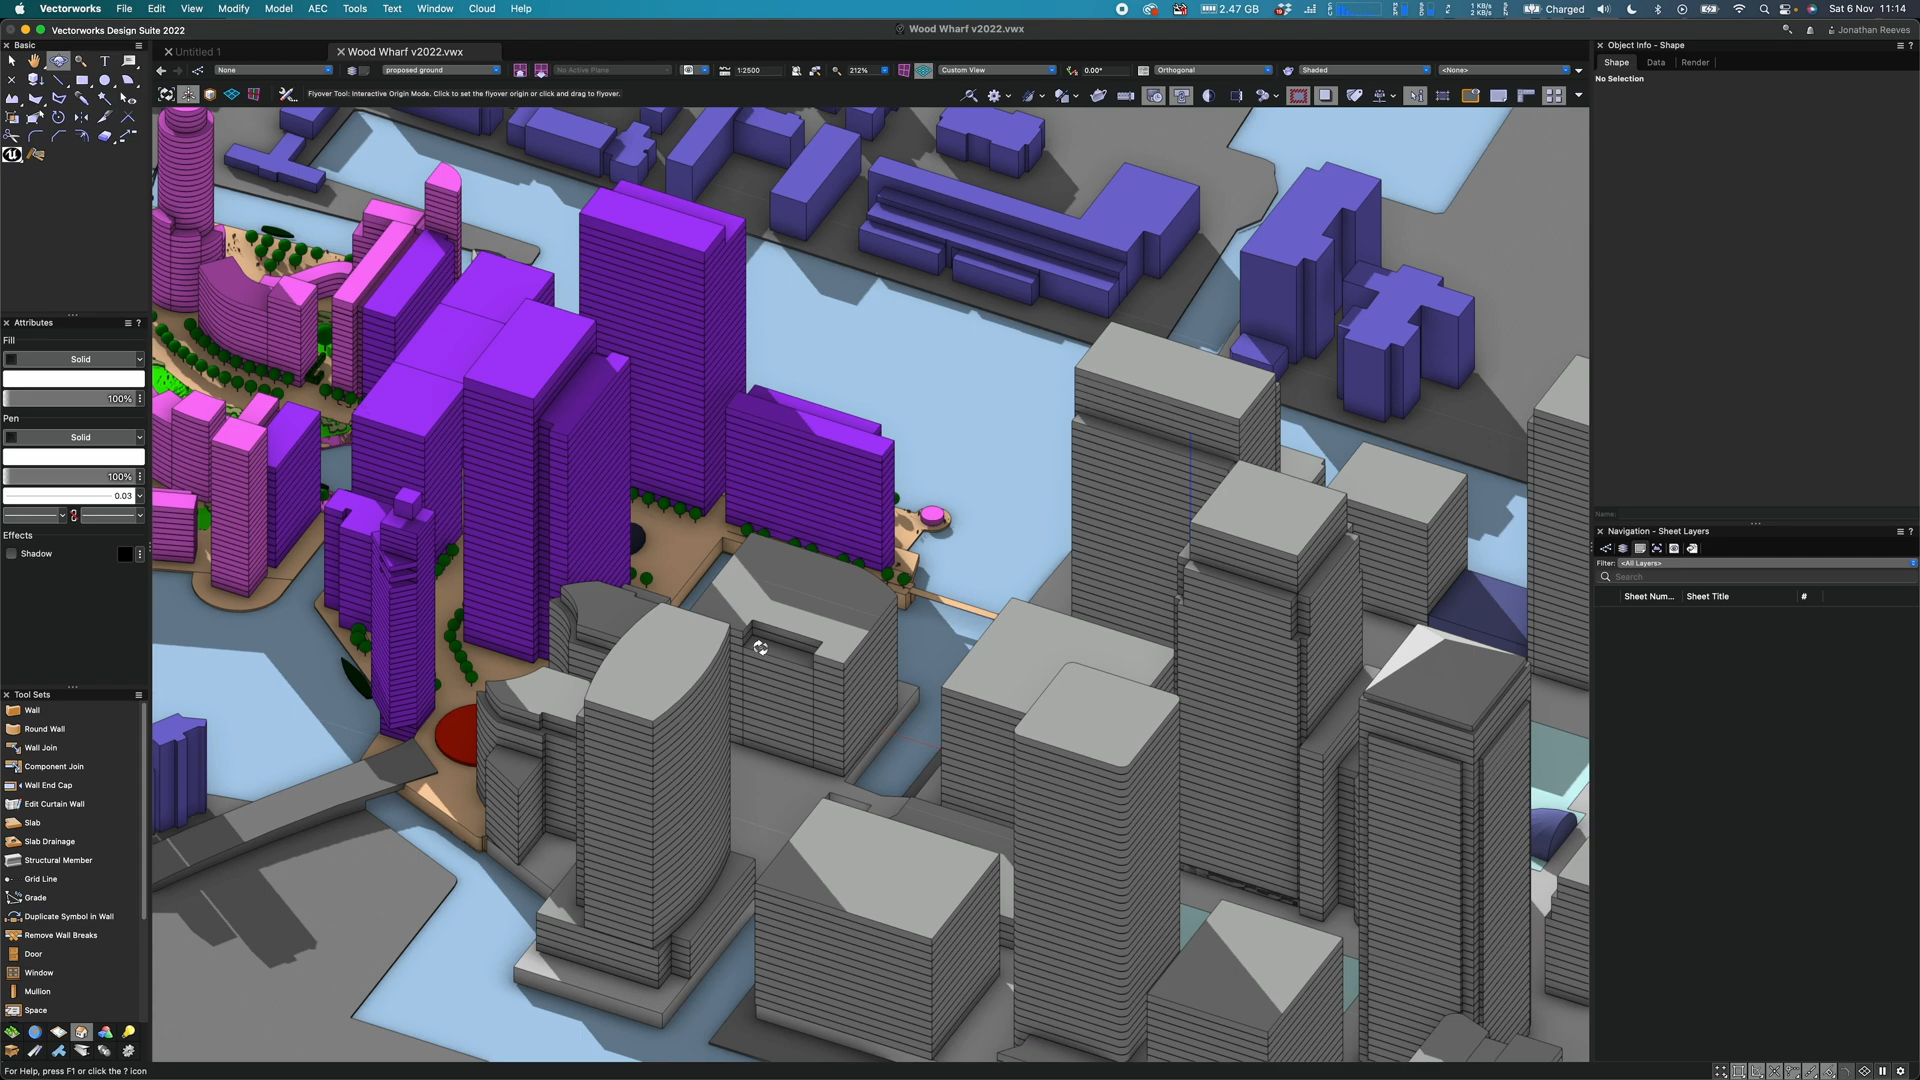 Vectorworks File Edit View Modify Model AEC Tools Text Window Cloud Help
2.47 GB
1 KB/s
2 KB/s
Charged
Sat 6 Nov 11:14
Vectorworks Design Suite 2022
Wood Wharf v2022.vwx
Jonathan Reeves
Basic
Untitled 1
Wood Wharf v2022.vwx
None
proposed ground
No Active Plane
1:2500
212%
Custom View
0.00°
Orthogonal
Shaded
<None>
Flyover Tool: Interactive Origin Mode. Click to set the flyover origin or click and drag to flyover.
Object Info - Shape
Shape Data Render
No Selection
Name:
Attributes
Fill
Solid
100%
Pen
Solid
100%
0.03
Effects
Shadow
Navigation - Sheet Layers
Filter: <All Layers>
Search
Sheet Num... Sheet Title #
Tool Sets
Wall
Round Wall
Wall Join
Component Join
Wall End Cap
Edit Curtain Wall
Slab
Slab Drainage
Structural Member
Grid Line
Grade
Duplicate Symbol in Wall
Remove Wall Breaks
Door
Window
Mullion
Space
For Help, press F1 or click the ? icon